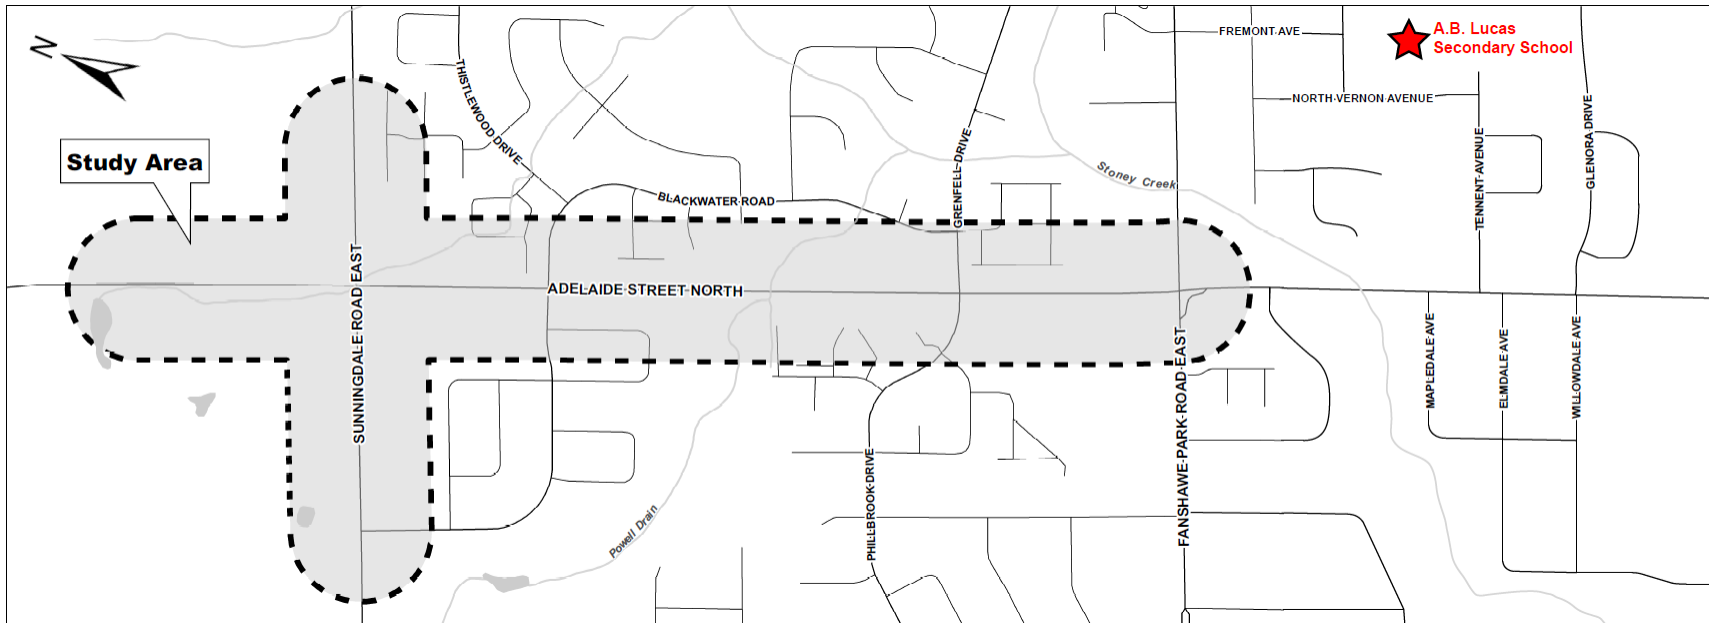 N
FREMONT AVE
A.B. Lucas
Secondary School
THISTLEWOOD DRIVE
NORTH VERNON AVENUE
GLENORA DRIVE
Study Area
GRENFELL DRIVE
TENNENT AVENUE
Stoney Creek
BLACKWATER ROAD
SUNNINGDALE ROAD EAST
ADELAIDE STREET NORTH
FANSHAWE PARK ROAD EAST
MAPLEDALE AVE
ELMDALE AVE
WILLOWDALE AVE
PHILLBROOK DRIVE
Powell Drain